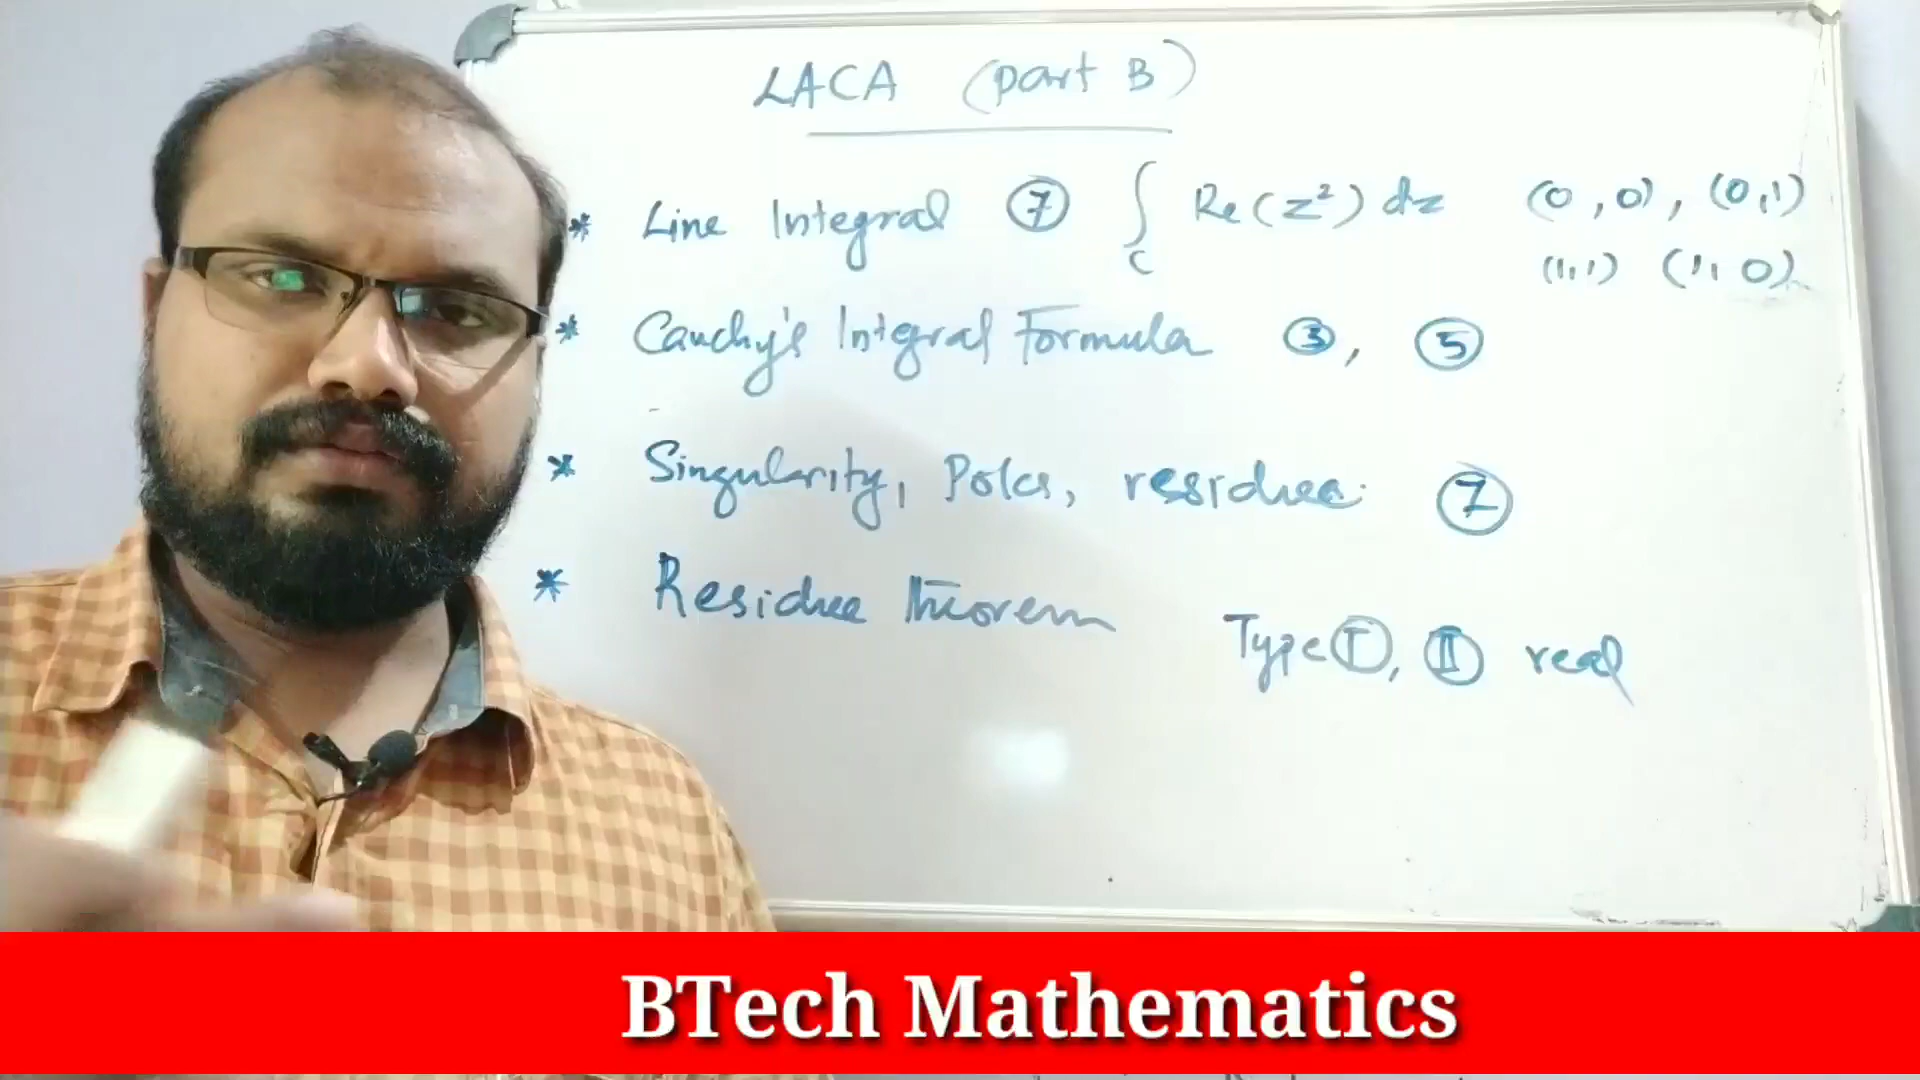 LACA (part B)
* Line Integral ⑦ ∫ Re(z²) dz (0,0), (0,1)
C (1,1) (1,0)
* Cauchy's Integral Formula ③, ⑤
* Singularity, Poles, residue. ⑦
* Residue theorem
Type Ⓘ, Ⓘ̲I̲ real
BTech Mathematics